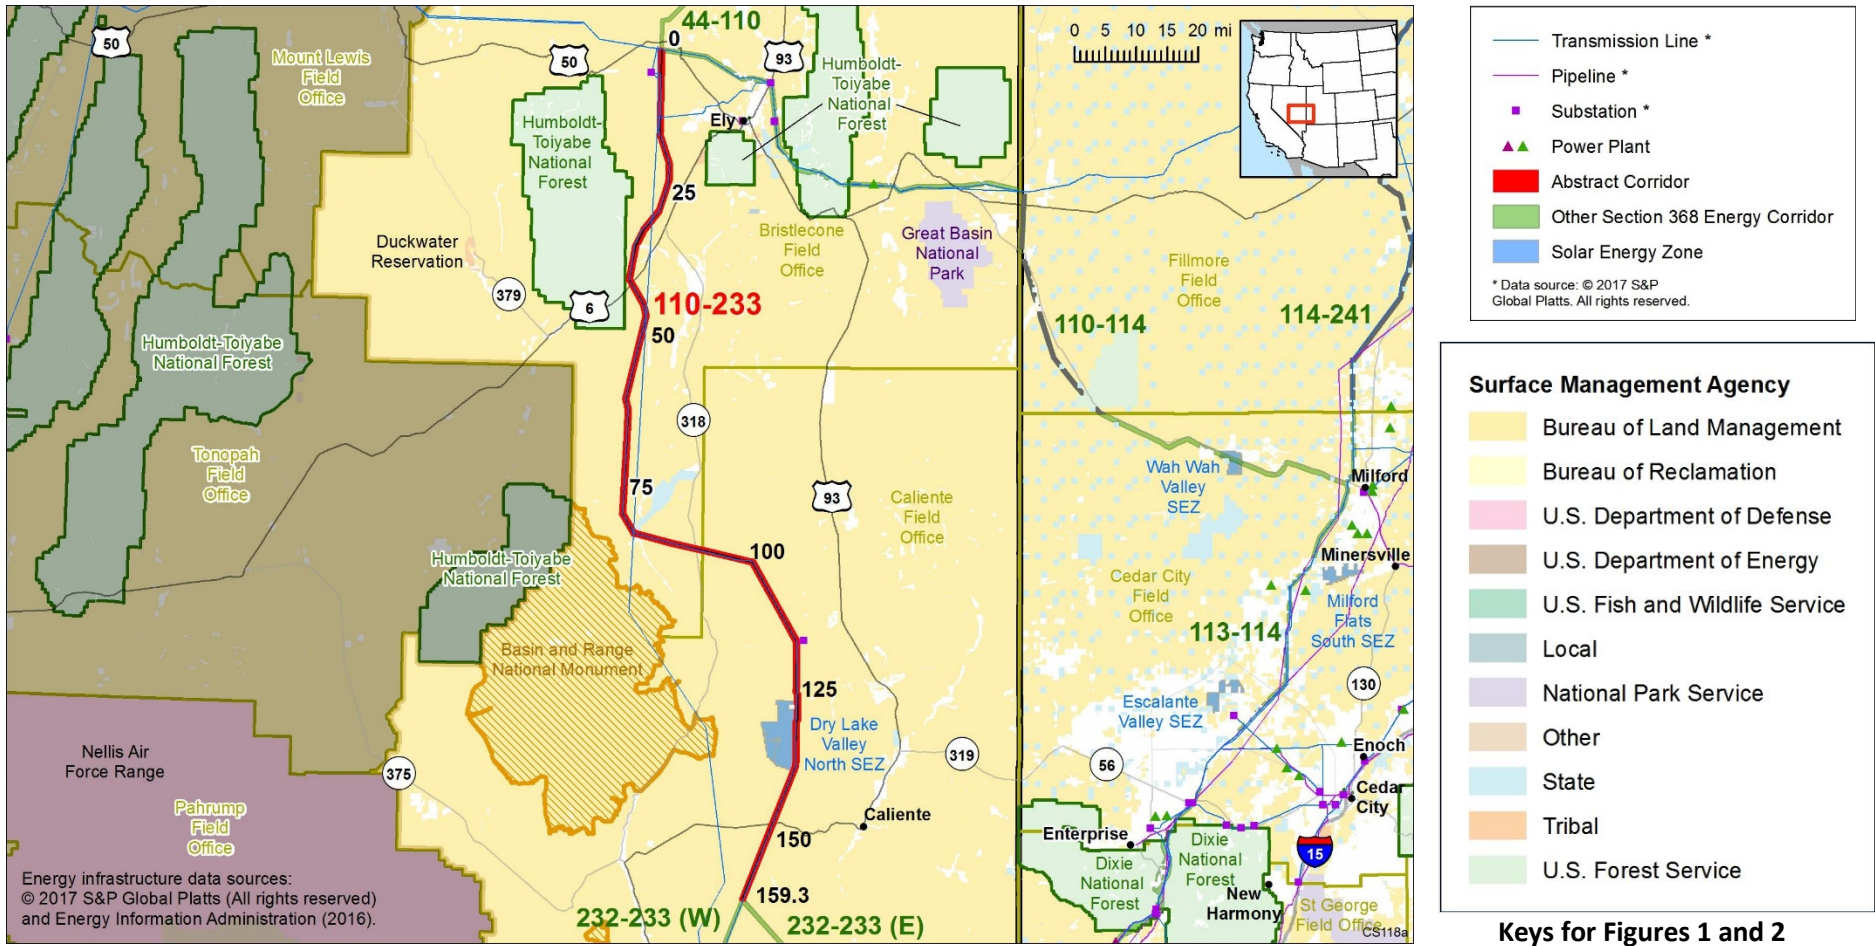 44-110
0
50
Mount Lewis
Field
Office
50
93
Humboldt-
Toiyabe
National
Forest
0 5 10 15 20 mi
Ely
Humboldt-
Toiyabe
National
Forest
25
Duckwater
Reservation
Bristlecone
Field
Office
Great Basin
National
Park
Fillmore
Field
Office
379
6
110-233
50
110-114
114-241
Humboldt-Toiyabe
National Forest
318
Tonopah
Field
Office
75
93
Caliente
Field
Office
Wah Wah
Valley
SEZ
Milford
Humboldt-Toiyabe
National Forest
100
Minersville
Cedar City
Field
Office
Milford
Flats
South SEZ
113-114
Basin and Range
National Monument
125
130
Escalante
Valley SEZ
Dry Lake
Valley
North SEZ
Nellis Air
Force Range
375
319
56
Enoch
Cedar
City
Pahrump
Field
Office
Caliente
150
Enterprise
Dixie
National
Forest
Dixie
National
Forest
15
New
Harmony
St George
Field Office
159.3
232-233 (W)
232-233 (E)
Energy infrastructure data sources:
© 2017 S&P Global Platts (All rights reserved)
and Energy Information Administration (2016).
CS118a
Transmission Line *
Pipeline *
Substation *
Power Plant
Abstract Corridor
Other Section 368 Energy Corridor
Solar Energy Zone
* Data source: © 2017 S&P
Global Platts. All rights reserved.
Surface Management Agency
Bureau of Land Management
Bureau of Reclamation
U.S. Department of Defense
U.S. Department of Energy
U.S. Fish and Wildlife Service
Local
National Park Service
Other
State
Tribal
U.S. Forest Service
Keys for Figures 1 and 2